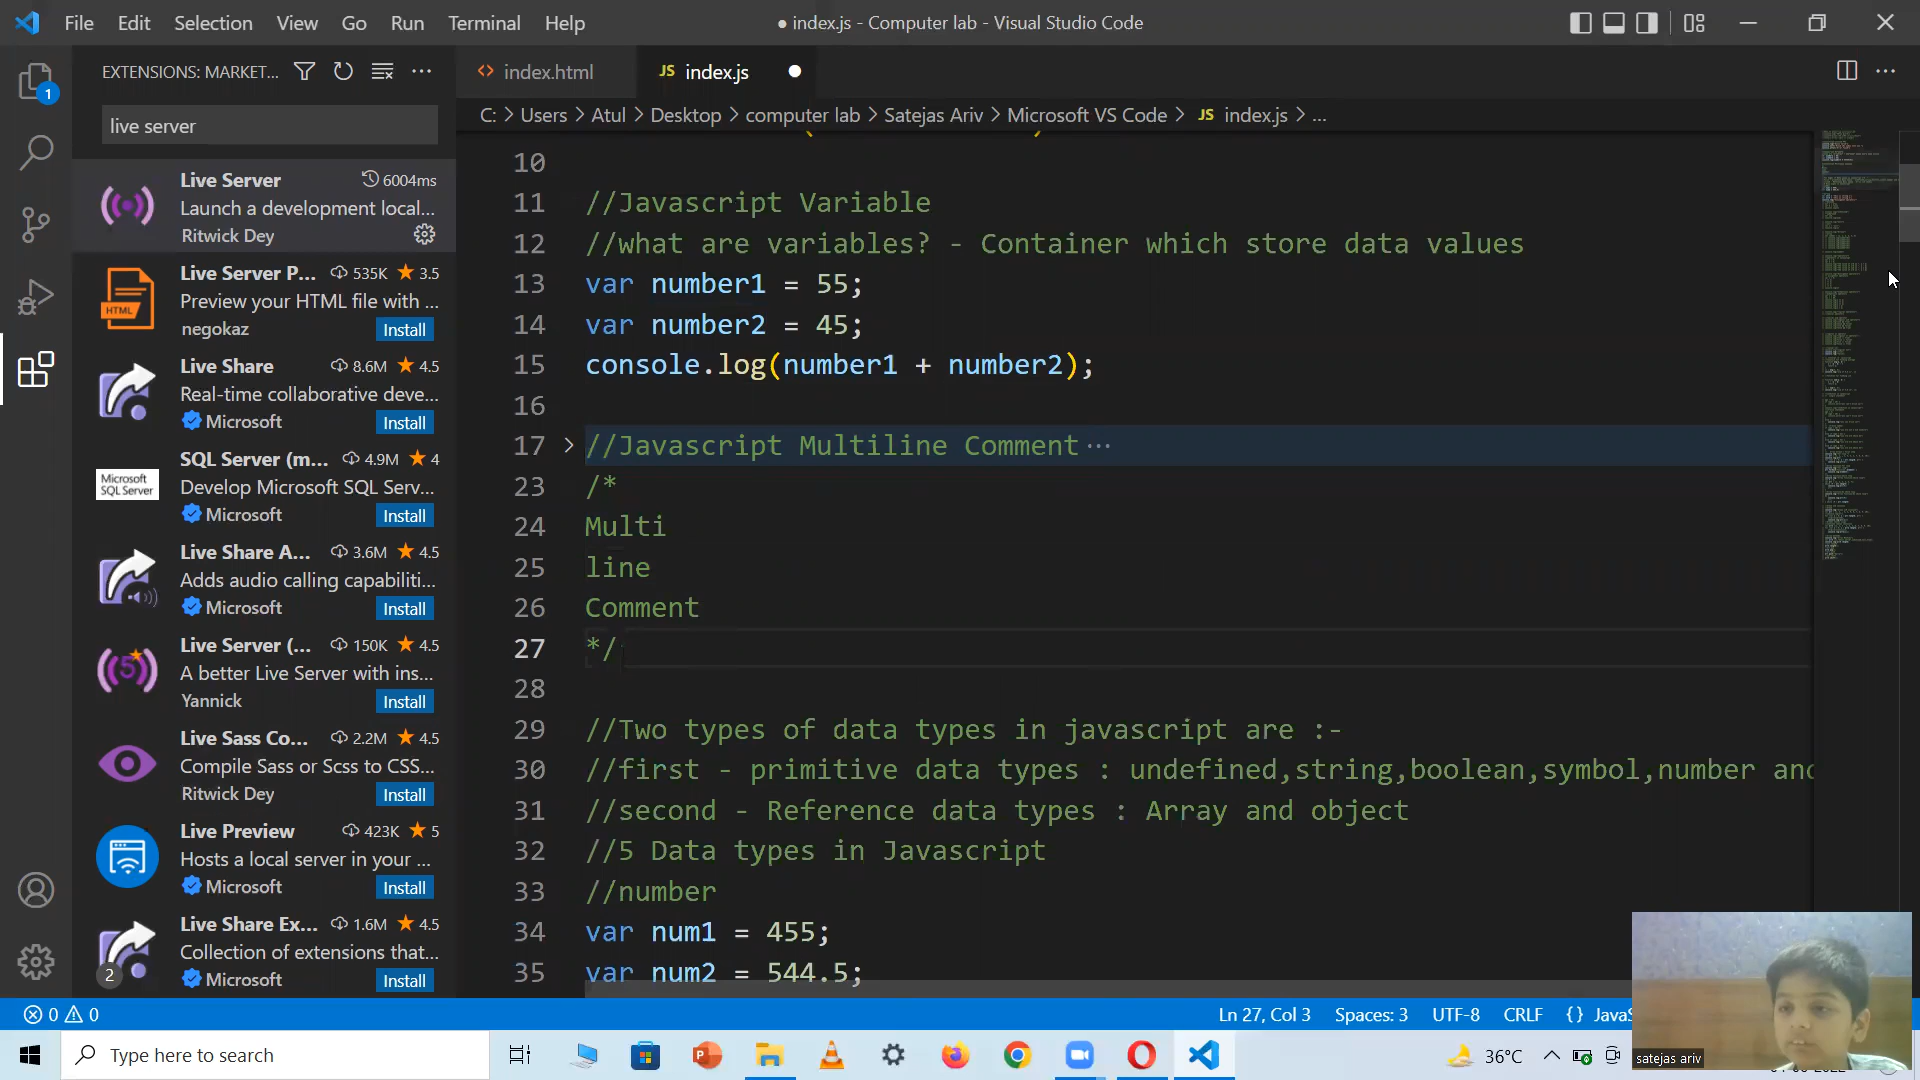 File Edit Selection View Go Run Terminal Help
● index.js - Computer lab - Visual Studio Code
EXTENSIONS: MARKET...
index.html
JS index.js
1
live server
C: > Users > Atul > Desktop > computer lab > Satejas Ariv > Microsoft VS Code > JS index.js > ...
Live Server 6004ms
Launch a development local...
Ritwick Dey
Live Server P... 535K ★ 3.5
Preview your HTML file with ...
negokaz Install
HTML
Live Share 8.6M ★ 4.5
Real-time collaborative deve...
Microsoft Install
SQL Server (m... 4.9M ★ 4
Develop Microsoft SQL Serv...
Microsoft Install
Microsoft
SQL Server
Live Share A... 3.6M ★ 4.5
Adds audio calling capabiliti...
Microsoft Install
Live Server (... 150K ★ 4.5
A better Live Server with ins...
Yannick Install
5
Live Sass Co... 2.2M ★ 4.5
Compile Sass or Scss to CSS...
Ritwick Dey Install
Live Preview 423K ★ 5
Hosts a local server in your ...
Microsoft Install
Live Share Ex... 1.6M ★ 4.5
Collection of extensions that...
Microsoft Install
2
10
11 //Javascript Variable
12 //what are variables? - Container which store data values
13 var number1 = 55;
14 var number2 = 45;
15 console.log(number1 + number2);
16
17 > //Javascript Multiline Comment ...
23 /*
24 Multi
25 line
26 Comment
27 */
28
29 //Two types of data types in javascript are :-
30 //first - primitive data types : undefined,string,boolean,symbol,number and
31 //second - Reference data types : Array and object
32 //5 Data types in Javascript
33 //number
34 var num1 = 455;
35 var num2 = 544.5;
0 0
Ln 27, Col 3 Spaces: 3 UTF-8 CRLF {}
Type here to search
36°C
satejas ariv